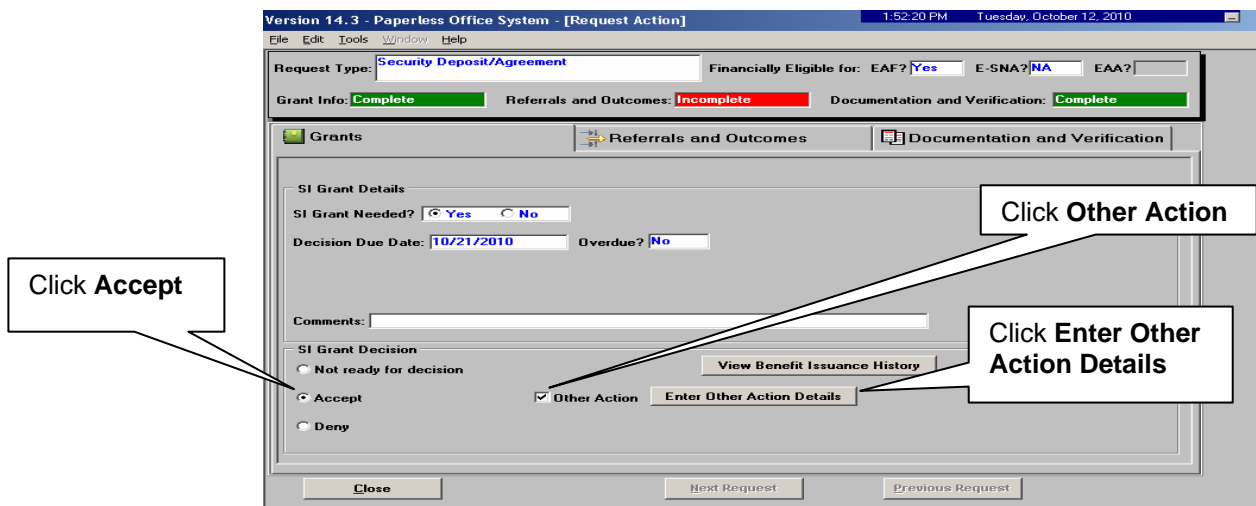 Version 14.3 - Paperless Office System - [Request Action] 1:52:20 PM Tuesday, October 12, 2010
File Edit Tools Window Help
Request Type: Security Deposit/Agreement Financially Eligible for: EAF? Yes E-SNA? NA EAA?
Grant Info: Complete Referrals and Outcomes: Incomplete Documentation and Verification: Complete
Grants Referrals and Outcomes Documentation and Verification
SI Grant Details
SI Grant Needed? Yes No
Click Other Action
Decision Due Date: 10/21/2010 Overdue? No
Click Accept
Comments:
Click Enter Other
Action Details
SI Grant Decision
Not ready for decision View Benefit Issuance History
Accept Other Action Enter Other Action Details
Deny
Close Next Request Previous Request